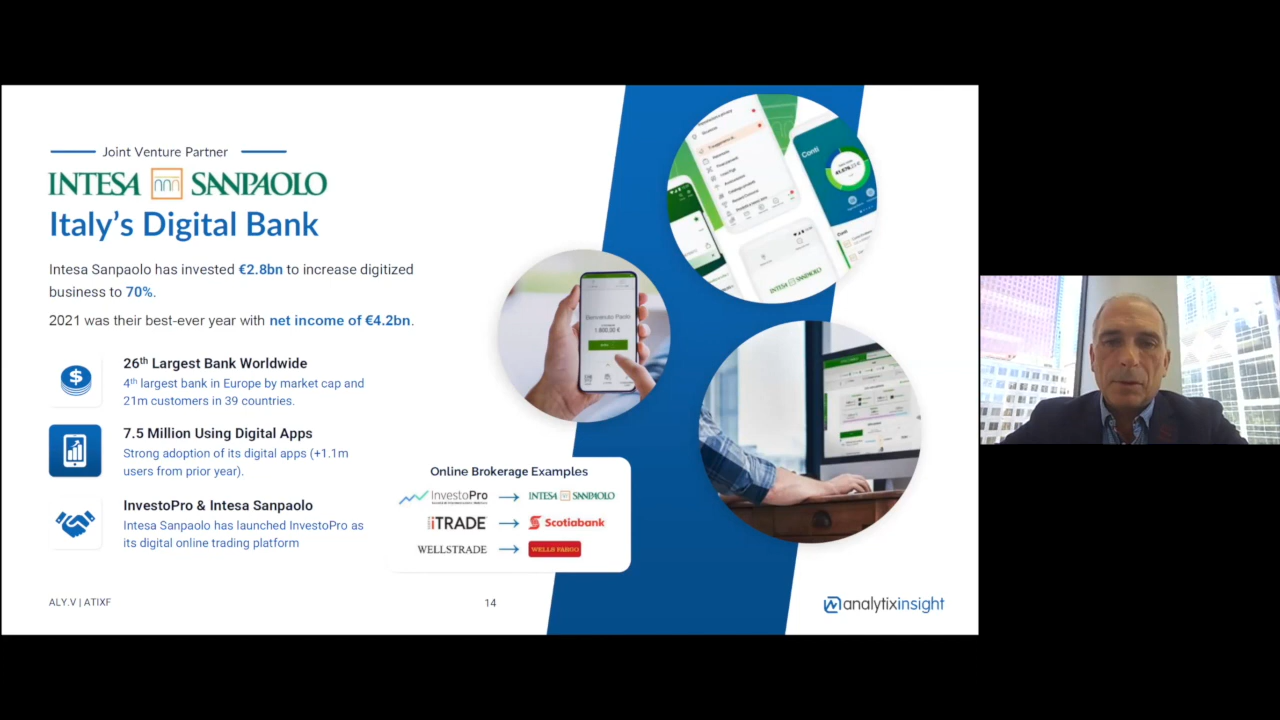 Joint Venture Partner
INTESA SANPAOLO
Italy's Digital Bank
Intesa Sanpaolo has invested €2.8bn to increase digitized
business to 70%.
2021 was their best-ever year with net income of €4.2bn.
26th Largest Bank Worldwide
4th largest bank in Europe by market cap and
21m customers in 39 countries.
7.5 Million Using Digital Apps
Strong adoption of its digital apps (+1.1m
users from prior year).
InvestoPro & Intesa Sanpaolo
Intesa Sanpaolo has launched InvestoPro as
its digital online trading platform
Online Brokerage Examples
InvestoPro → INTESA SANPAOLO
iTRADE → Scotiabank
WELLSTRADE → WELLS FARGO
Conti
INTESA SANPAOLO
Benvenuto Paolo
ALY.V | ATIXF
14
analytixinsight